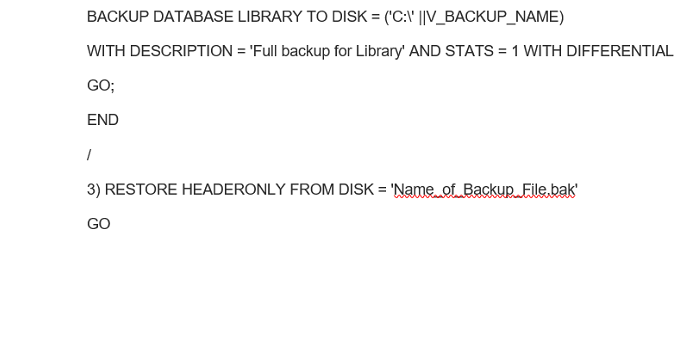 BACKUP DATABASE LIBRARY TO DISK = ('C:\' ||V_BACKUP_NAME)
WITH DESCRIPTION = 'Full backup for Library' AND STATS = 1 WITH DIFFERENTIAL
GO;
END
/
3) RESTORE HEADERONLY FROM DISK = 'Name_of_Backup_File.bak'
GO